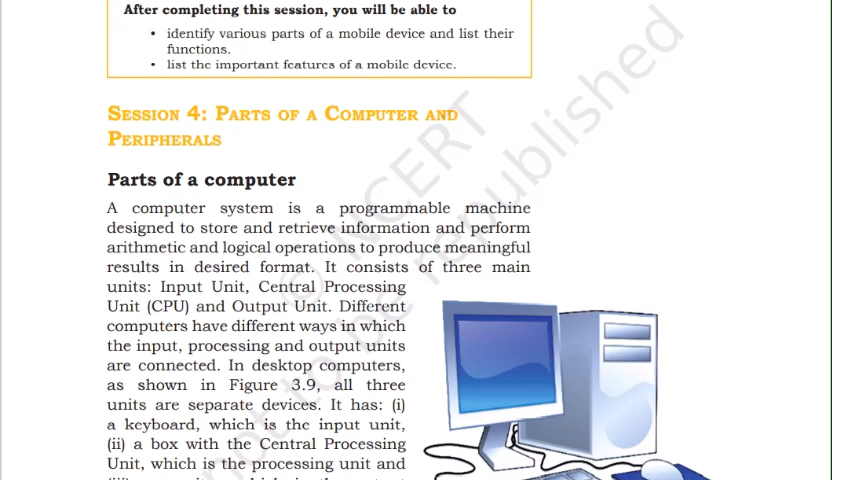 After completing this session, you will be able to
• identify various parts of a mobile device and list their
functions.
• list the important features of a mobile device.
SESSION 4: PARTS OF A COMPUTER AND
PERIPHERALS
Parts of a computer
A computer system is a programmable machine
designed to store and retrieve information and perform
arithmetic and logical operations to produce meaningful
results in desired format. It consists of three main
units: Input Unit, Central Processing
Unit (CPU) and Output Unit. Different
computers have different ways in which
the input, processing and output units
are connected. In desktop computers,
as shown in Figure 3.9, all three
units are separate devices. It has: (i)
a keyboard, which is the input unit,
(ii) a box with the Central Processing
Unit, which is the processing unit and
© NCERT
not to be republished